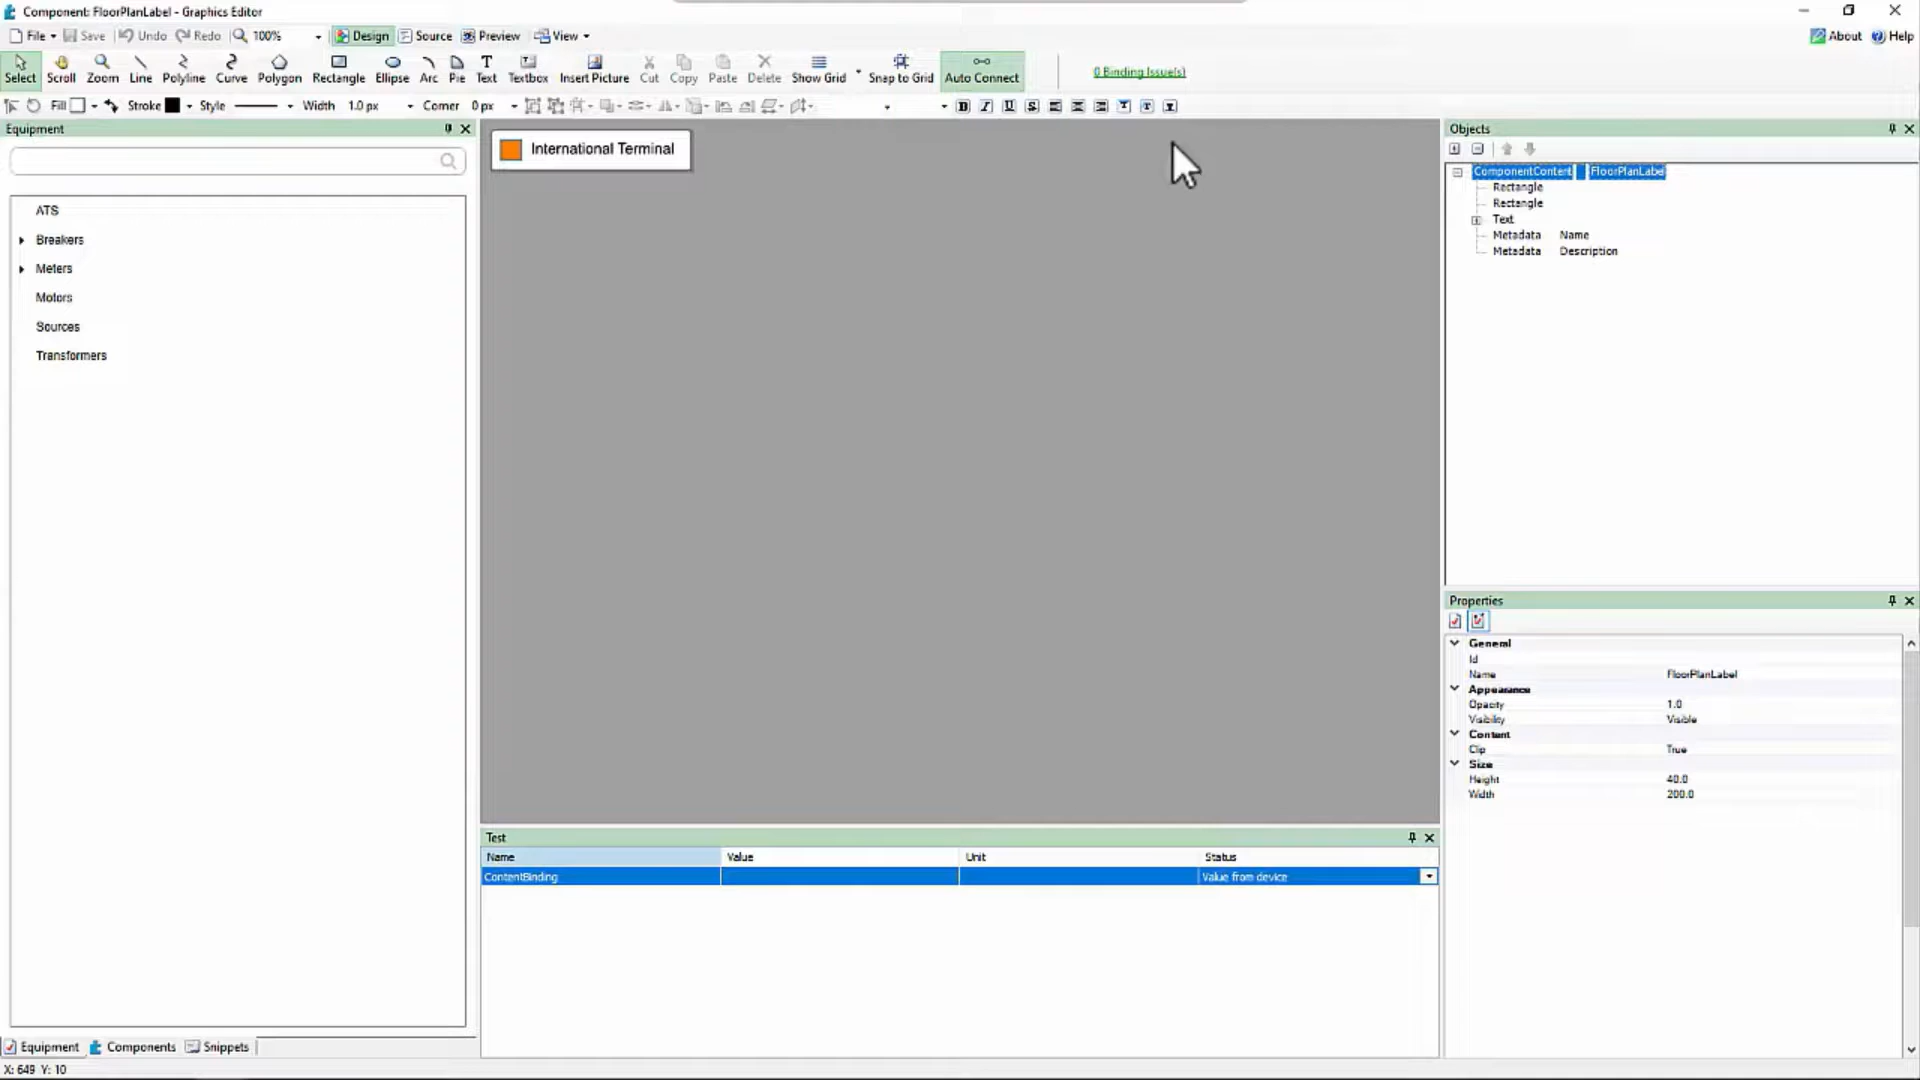 Component: FloorPlanLabel - Graphics Editor
File Save Undo Redo 100% Design Source Preview View About Help
Select Scroll Zoom Line Polyline Curve Polygon Rectangle Ellipse Arc Pie Text Textbox Insert Picture Cut Copy Paste Delete Show Grid Snap to Grid Auto Connect 0 Binding Issue(s)
Fill Stroke Style Width 1.0 px Corner 0 px B I U S
Equipment
ATS
Breakers
Meters
Motors
Sources
Transformers
Equipment Components Snippets
X: 649 Y: 10
International Terminal
Test
Name Value Unit Status
ContentBinding Value from device
Objects
ComponentContent FloorPlanLabel
Rectangle
Rectangle
Text
Metadata Name
Metadata Description
Properties
General
Id
Name FloorPlanLabel
Appearance
Opacity 1.0
Visibility Visible
Content
Clip True
Size
Height 40.0
Width 200.0